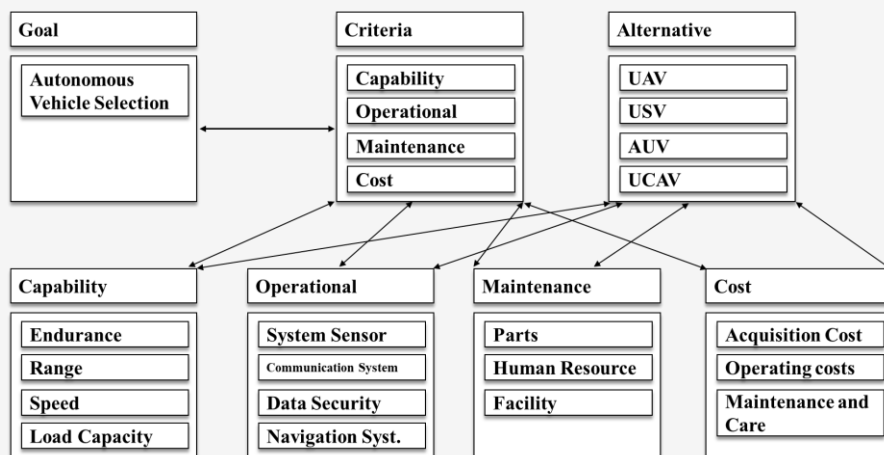 Goal
Criteria
Alternative
Autonomous
Vehicle Selection
Capability
Operational
Maintenance
Cost
UAV
USV
AUV
UCAV
Capability
Operational
Maintenance
Cost
Endurance
Range
Speed
Load Capacity
System Sensor
Communication System
Data Security
Navigation Syst.
Parts
Human Resource
Facility
Acquisition Cost
Operating costs
Maintenance and
Care